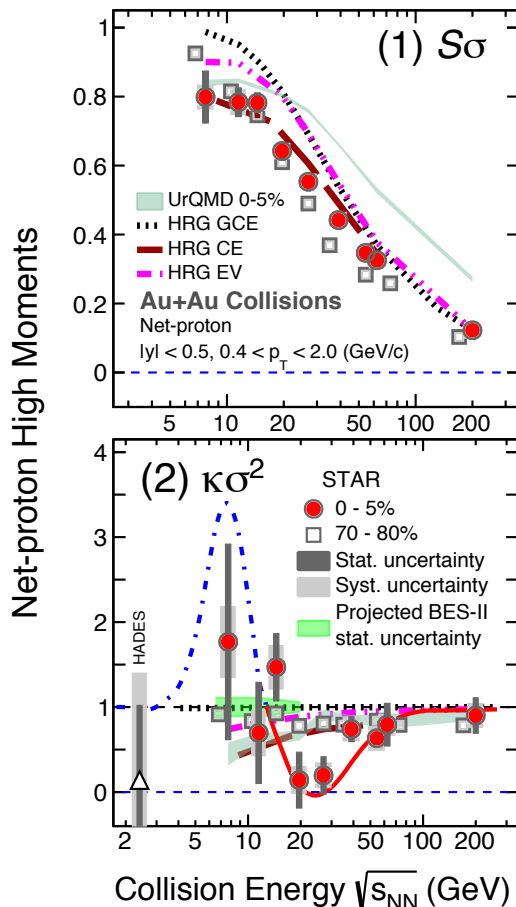 Net-proton High Moments
(1) Sσ
1
0.8
0.6
0.4
0.2
0
UrQMD 0-5%
HRG GCE
HRG CE
HRG EV
Au+Au Collisions
Net-proton
|y| < 0.5, 0.4 < p_T < 2.0 (GeV/c)
5 10 20 50 100 200
(2) κσ²
4
3
2
1
0
STAR
0 - 5%
70 - 80%
Stat. uncertainty
Syst. uncertainty
Projected BES-II
stat. uncertainty
HADES
2 5 10 20 50 100 200
Collision Energy √s_NN (GeV)